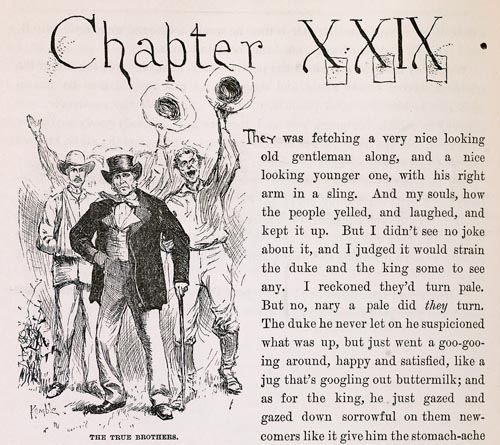 Chapter XXIX
They was fetching a very nice looking
old gentleman along, and a nice
looking younger one, with his right
arm in a sling. And my souls, how
the people yelled, and laughed, and
kept it up. But I didn't see no joke
about it, and I judged it would strain
the duke and the king some to see
any. I reckoned they'd turn pale.
But no, nary a pale did they turn.
The duke he never let on he suspicioned
what was up, but just went a goo-goo-
ing around, happy and satisfied, like a
jug that's googling out buttermilk; and
as for the king, he just gazed and
gazed down sorrowful on them new-
comers like it give him the stomach-ache
Kemble
THE TRUE BROTHERS.